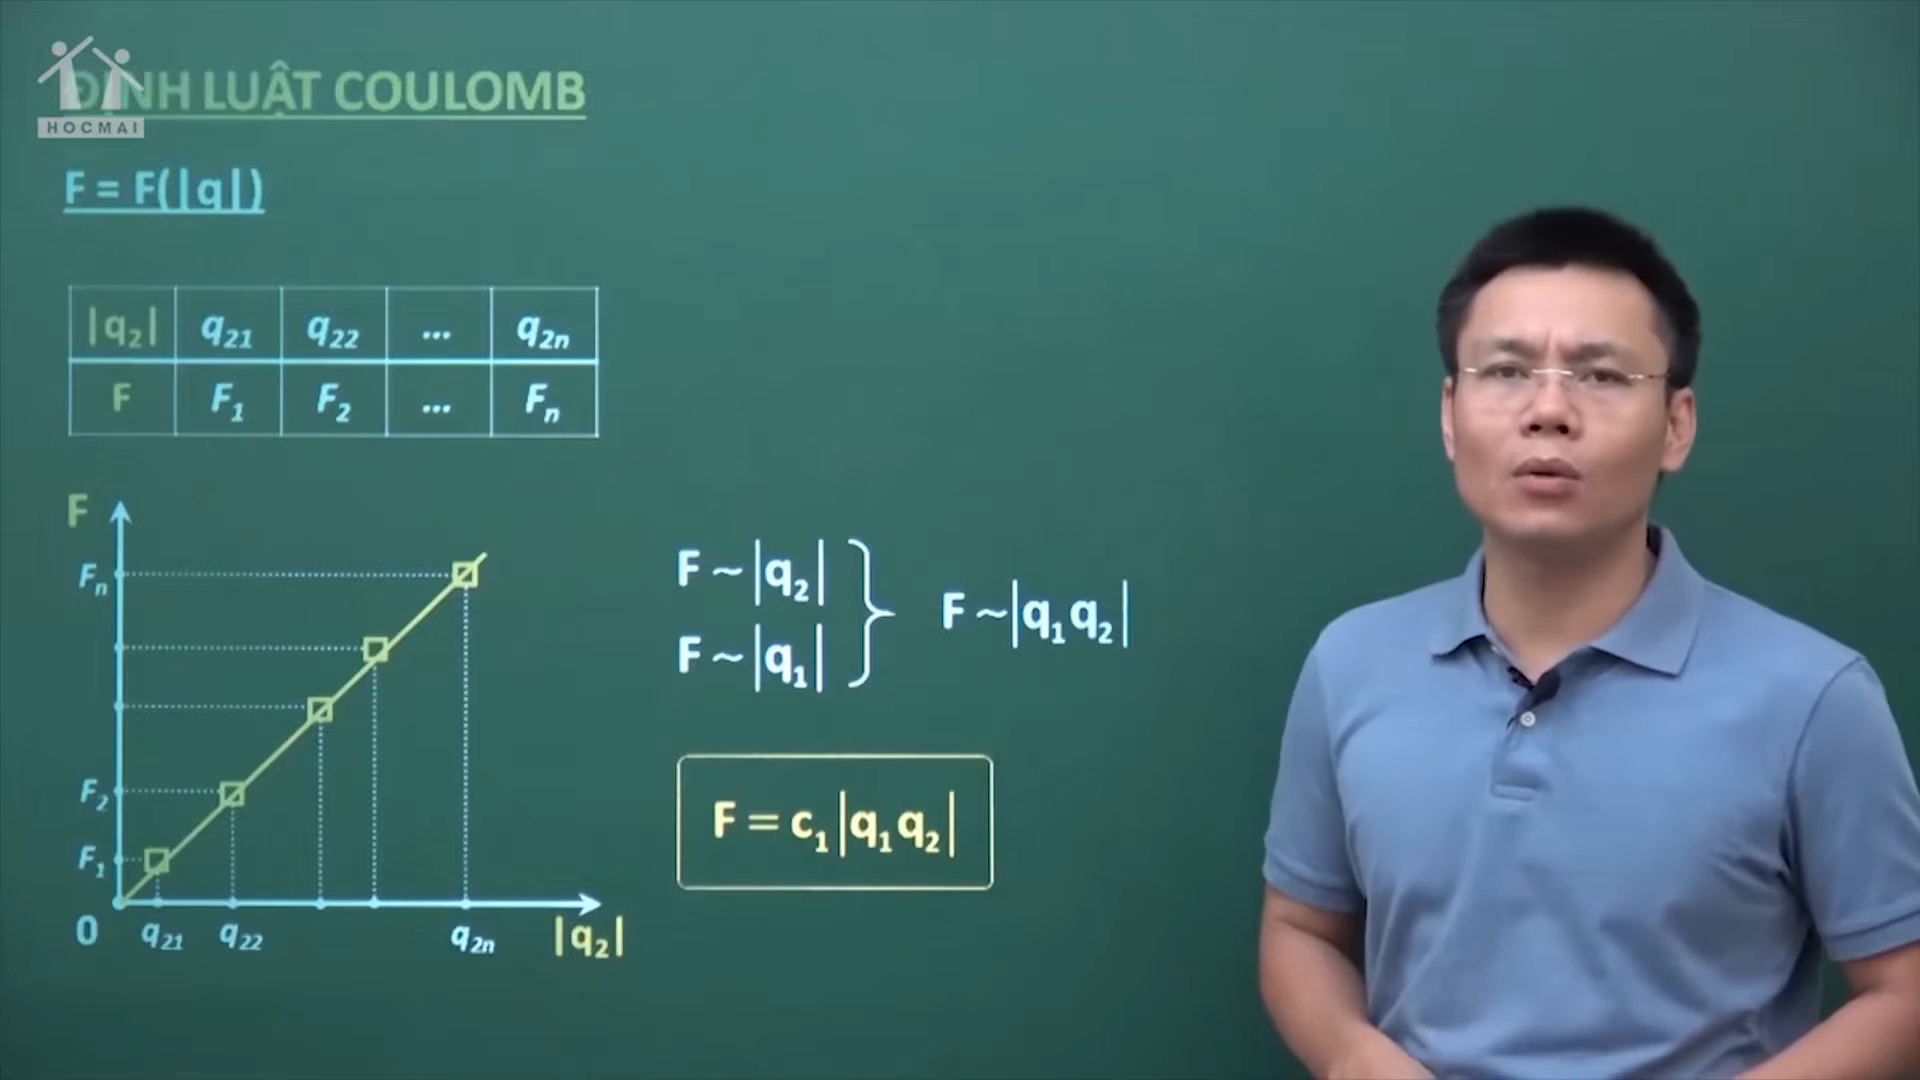 ĐỊNH LUẬT COULOMB
HOCMAI
F = F(|q|)
|q₂| q₂₁ q₂₂ ... q₂ₙ
F F₁ F₂ ... Fₙ
F
Fₙ
F₂
F₁
0 q₂₁ q₂₂ q₂ₙ |q₂|
F ~ |q₂|
F ~ |q₁|
F ~ |q₁q₂|
F = c₁|q₁q₂|